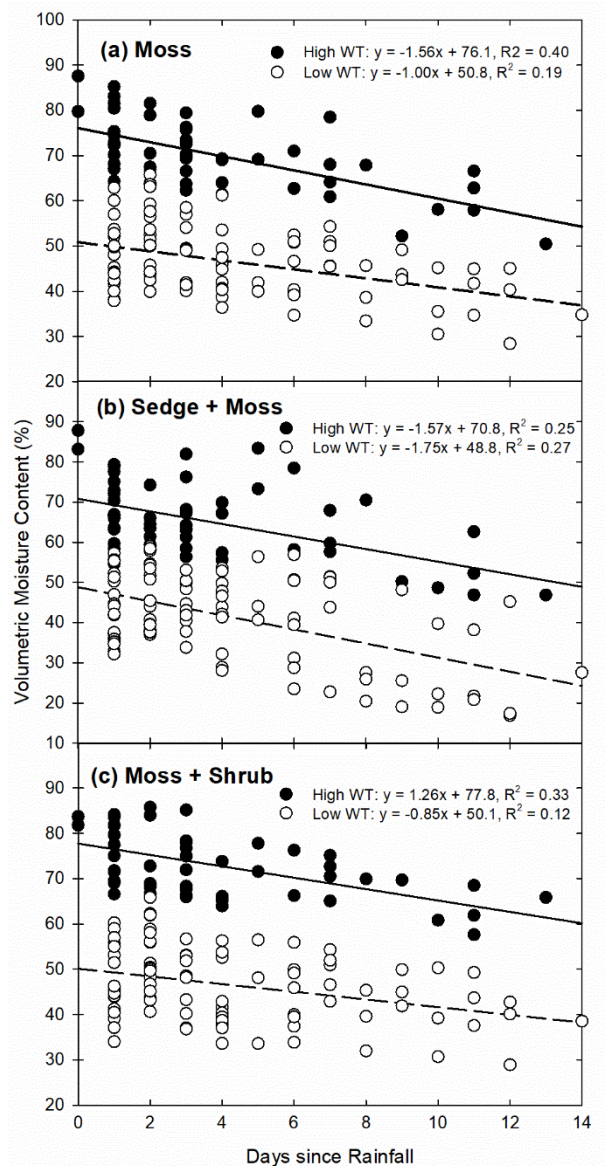 100
(a) Moss
High WT: y = -1.56x + 76.1, R2 = 0.40
Low WT: y = -1.00x + 50.8, R² = 0.19
90
80
70
60
50
40
30
20
(b) Sedge + Moss
High WT: y = -1.57x + 70.8, R² = 0.25
Low WT: y = -1.75x + 48.8, R² = 0.27
90
80
70
60
50
40
30
20
10
Volumetric Moisture Content (%)
(c) Moss + Shrub
High WT: y = 1.26x + 77.8, R² = 0.33
Low WT: y = -0.85x + 50.1, R² = 0.12
90
80
70
60
50
40
30
20
0 2 4 6 8 10 12 14
Days since Rainfall